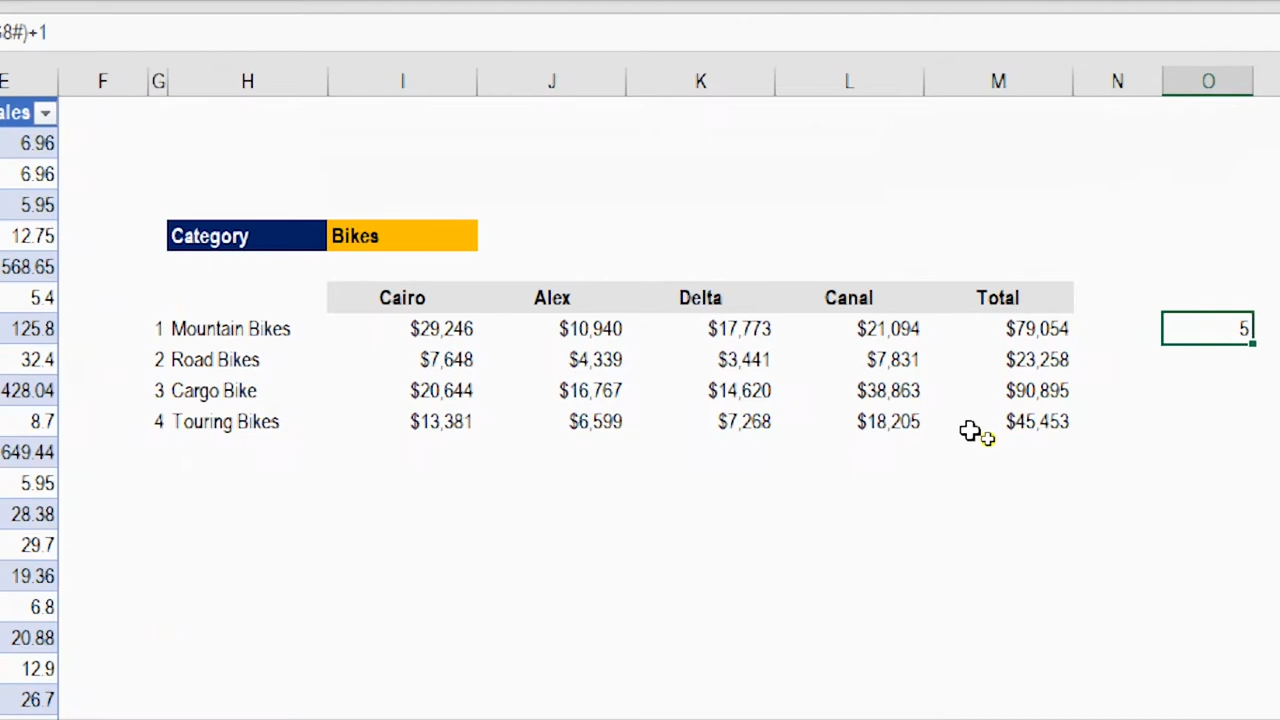 8#)+1
E F G H I J K L M N O
ales
6.96
6.96
5.95
Category Bikes
12.75
568.65
Cairo Alex Delta Canal Total
5.4
1 Mountain Bikes $29,246 $10,940 $17,773 $21,094 $79,054 5
125.8
2 Road Bikes $7,648 $4,339 $3,441 $7,831 $23,258
32.4
3 Cargo Bike $20,644 $16,767 $14,620 $38,863 $90,895
428.04
4 Touring Bikes $13,381 $6,599 $7,268 $18,205 $45,453
8.7
649.44
5.95
28.38
29.7
19.36
6.8
20.88
12.9
26.7